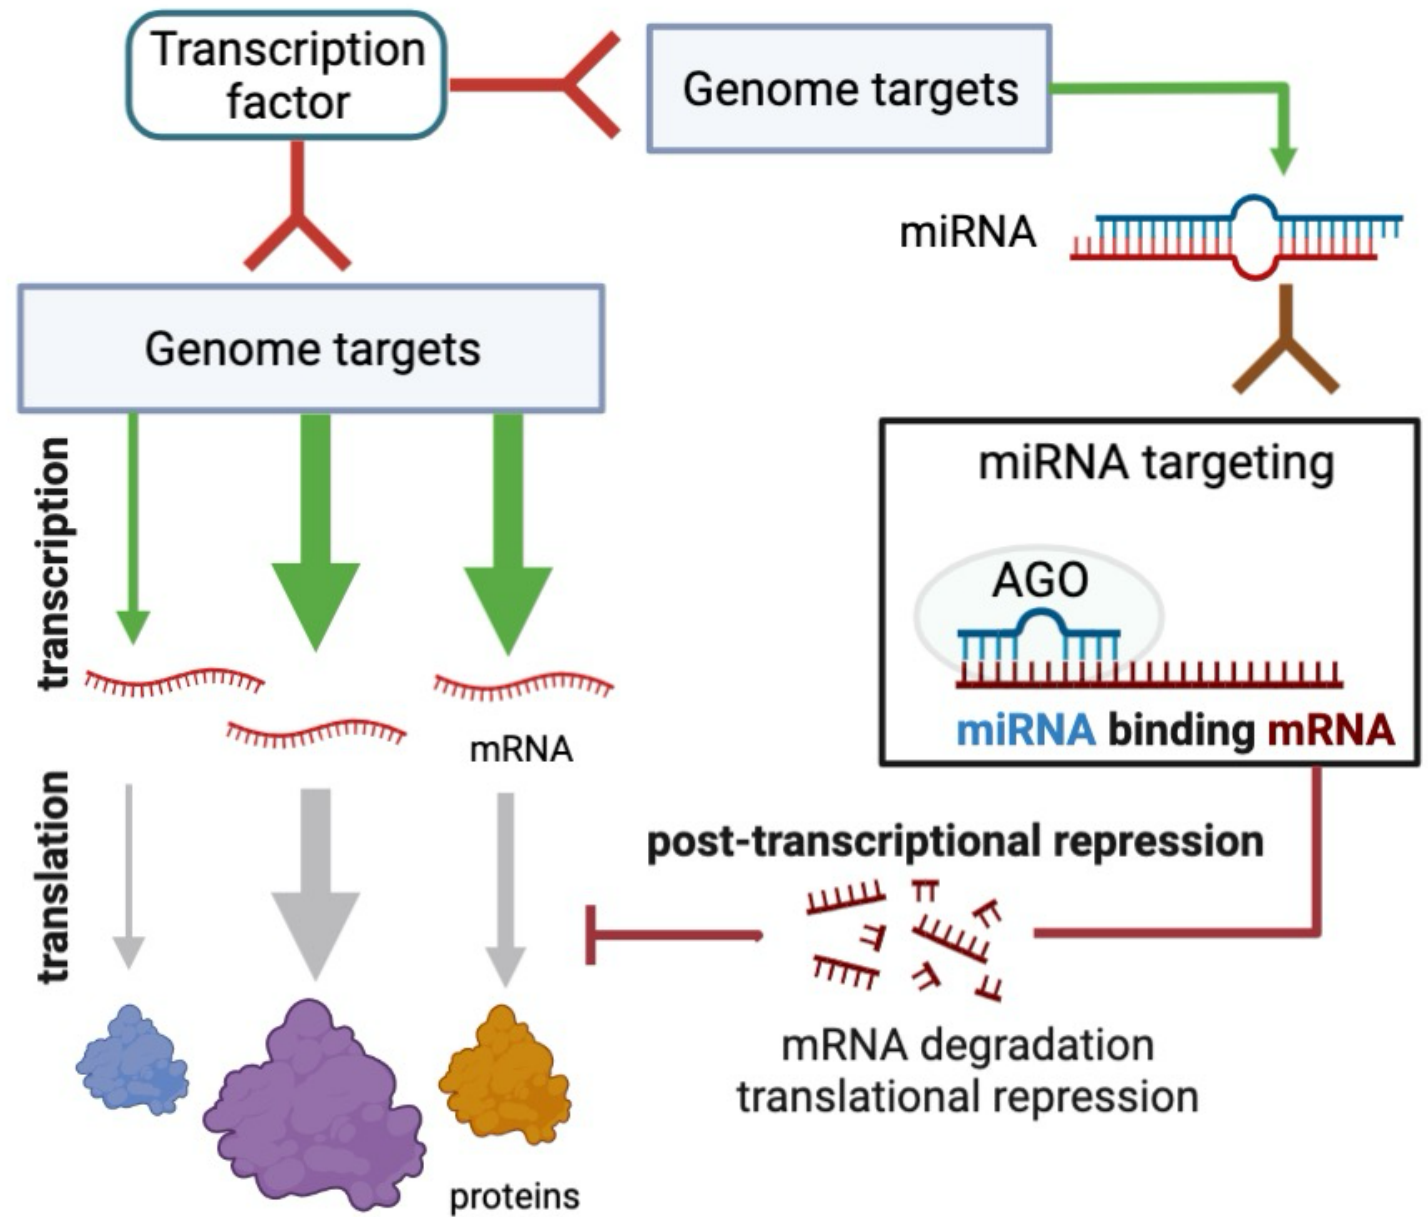 Transcription
factor
Genome targets
miRNA
Genome targets
transcription
miRNA targeting
AGO
miRNA binding mRNA
mRNA
translation
post-transcriptional repression
mRNA degradation
translational repression
proteins